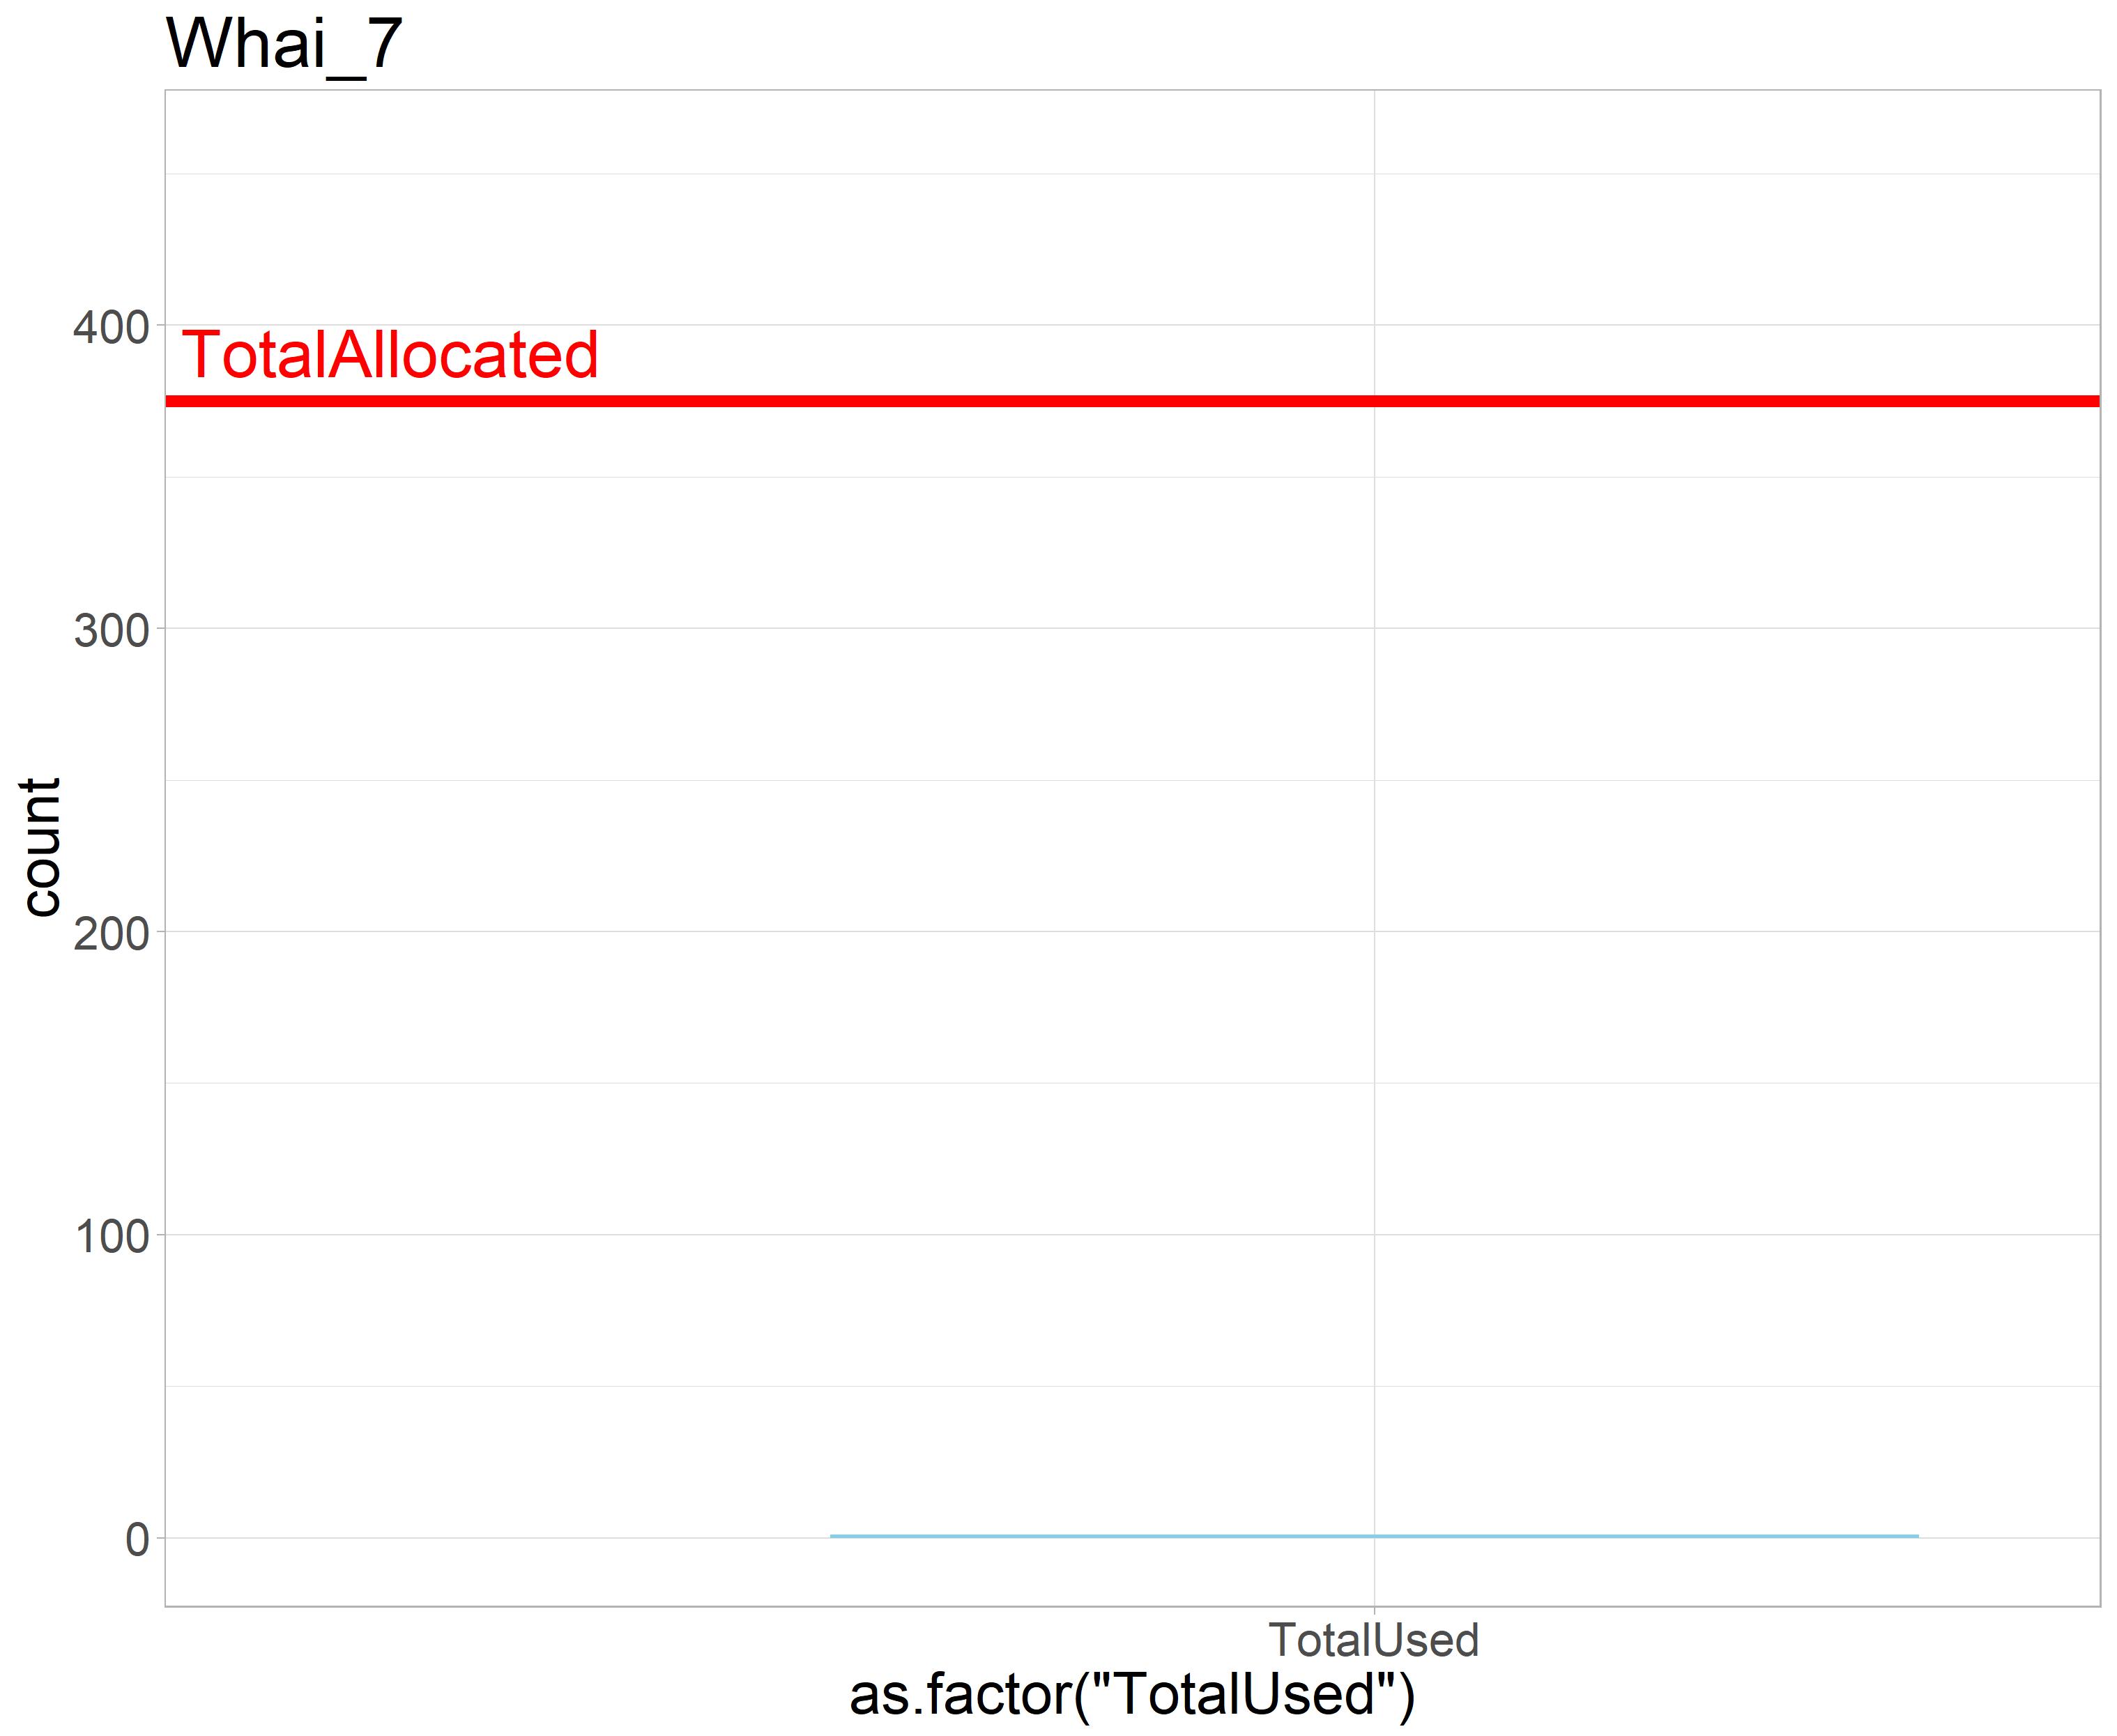 Whai_7
400
TotalAllocated
300
count
200
100
0
TotalUsed
as.factor("TotalUsed")